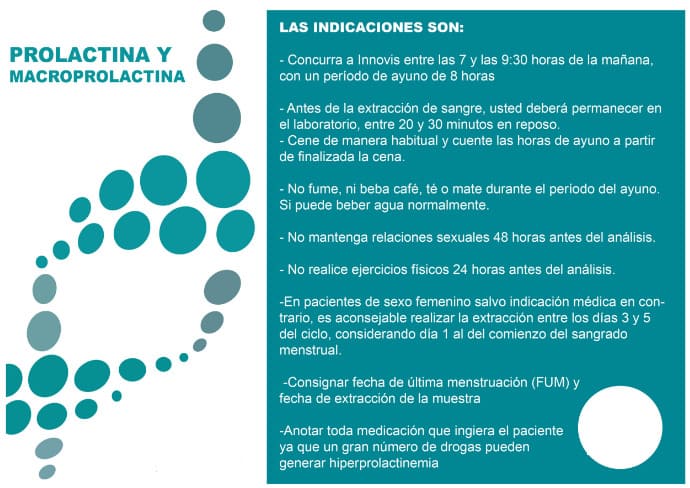 PROLACTINA Y
MACROPROLACTINA
LAS INDICACIONES SON:
- Concurra a Innovis entre las 7 y las 9:30 horas de la mañana,
con un período de ayuno de 8 horas
- Antes de la extracción de sangre, usted deberá permanecer en
el laboratorio, entre 20 y 30 minutos en reposo.
- Cene de manera habitual y cuente las horas de ayuno a partir
de finalizada la cena.
- No fume, ni beba café, té o mate durante el período del ayuno.
Si puede beber agua normalmente.
- No mantenga relaciones sexuales 48 horas antes del análisis.
- No realice ejercicios físicos 24 horas antes del análisis.
-En pacientes de sexo femenino salvo indicación médica en con-
trario, es aconsejable realizar la extracción entre los días 3 y 5
del ciclo, considerando día 1 al del comienzo del sangrado
menstrual.
-Consignar fecha de última menstruación (FUM) y
fecha de extracción de la muestra
-Anotar toda medicación que ingiera el paciente
ya que un gran número de drogas pueden
generar hiperprolactinemia